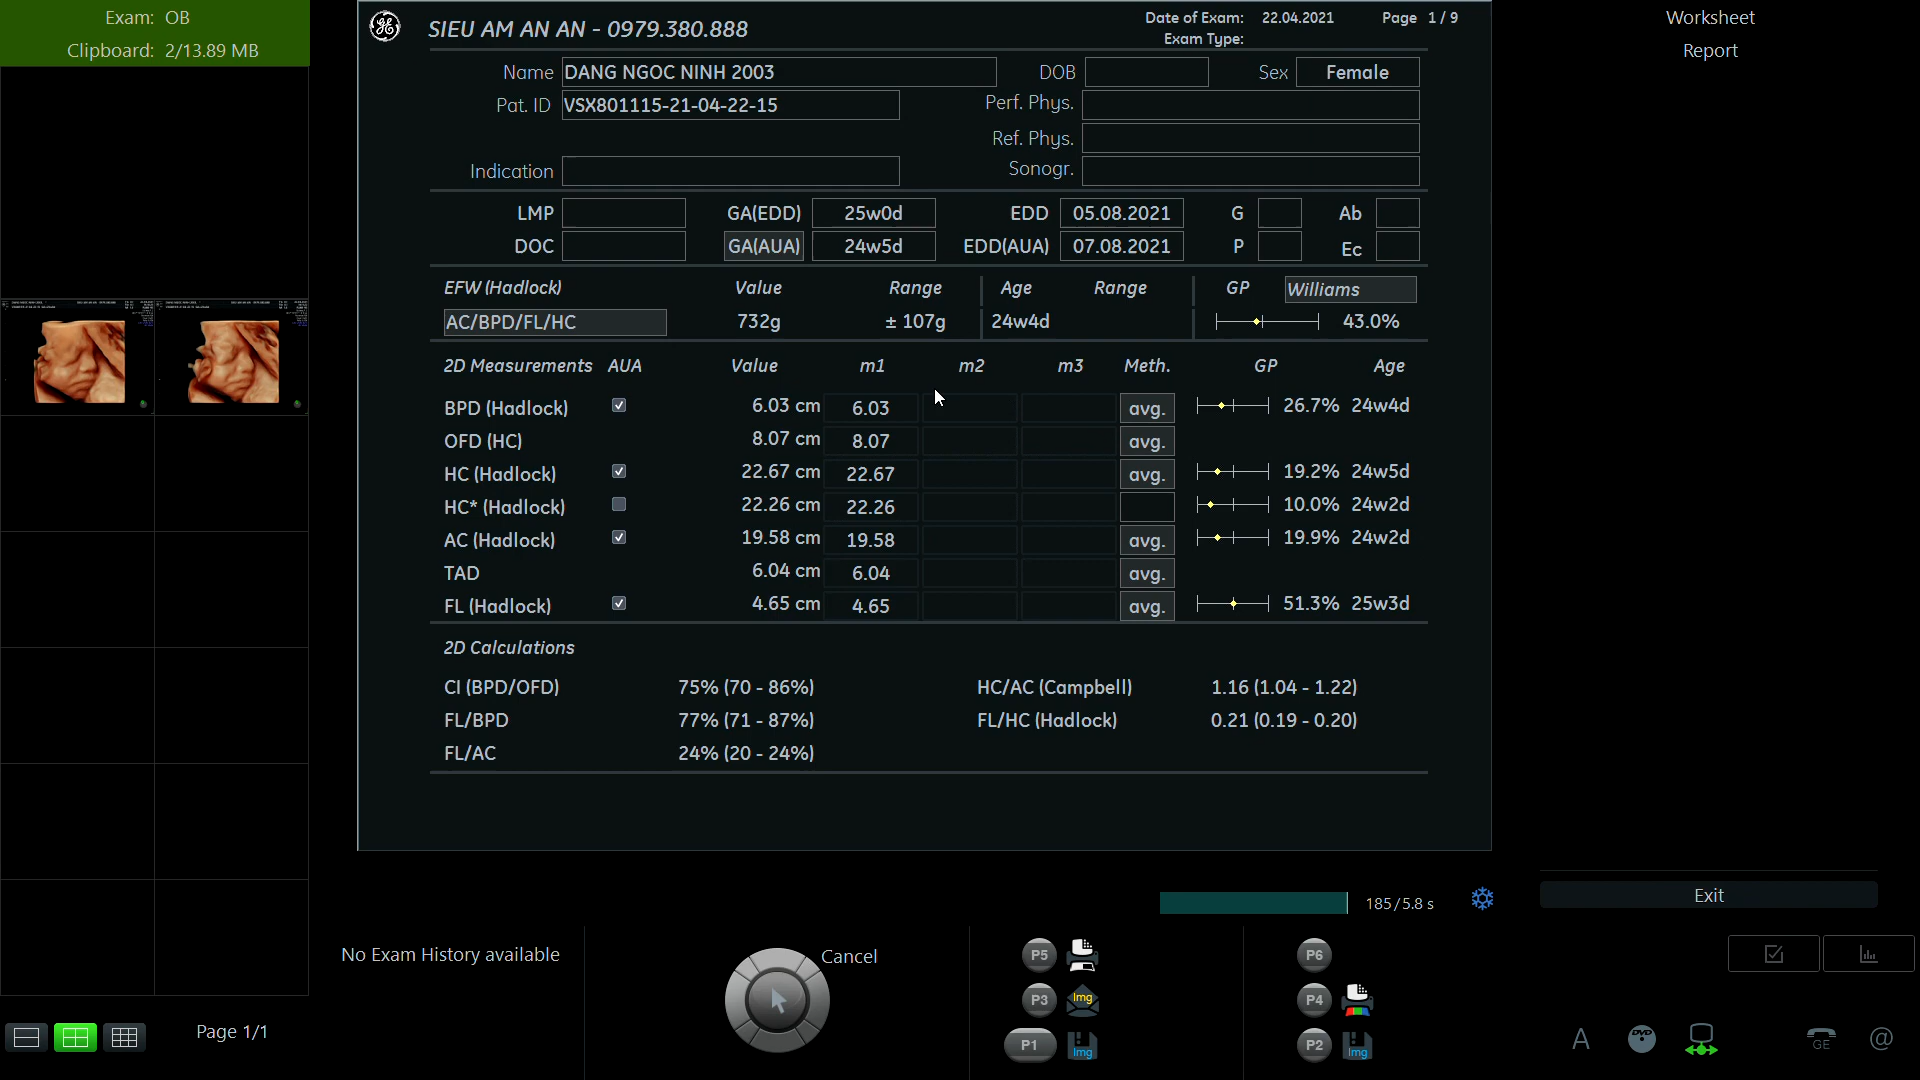 Exam: OB
Clipboard: 2/13.89 MB
SIEU AM AN AN - 0979.380.888
Date of Exam: 22.04.2021 Page 1 / 9
Exam Type:
Name DANG NGOC NINH 2003 DOB Sex Female
Pat. ID VSX801115-21-04-22-15 Perf. Phys.
Ref. Phys.
Indication Sonogr.
LMP GA(EDD) 25w0d EDD 05.08.2021 G Ab
DOC GA(AUA) 24w5d EDD(AUA) 07.08.2021 P Ec
EFW (Hadlock) Value Range Age Range GP Williams
AC/BPD/FL/HC 732g ± 107g 24w4d 43.0%
2D Measurements AUA Value m1 m2 m3 Meth. GP Age
BPD (Hadlock) 6.03 cm 6.03 avg. 26.7% 24w4d
OFD (HC) 8.07 cm 8.07 avg.
HC (Hadlock) 22.67 cm 22.67 avg. 19.2% 24w5d
HC* (Hadlock) 22.26 cm 22.26 10.0% 24w2d
AC (Hadlock) 19.58 cm 19.58 avg. 19.9% 24w2d
TAD 6.04 cm 6.04 avg.
FL (Hadlock) 4.65 cm 4.65 avg. 51.3% 25w3d
2D Calculations
CI (BPD/OFD) 75% (70 - 86%) HC/AC (Campbell) 1.16 (1.04 - 1.22)
FL/BPD 77% (71 - 87%) FL/HC (Hadlock) 0.21 (0.19 - 0.20)
FL/AC 24% (20 - 24%)
Worksheet
Report
185/5.8 s
Exit
No Exam History available
Cancel
P5 P6
P3 Img P4
P1 Img P2 Img
Page 1/1
A DVD GE @